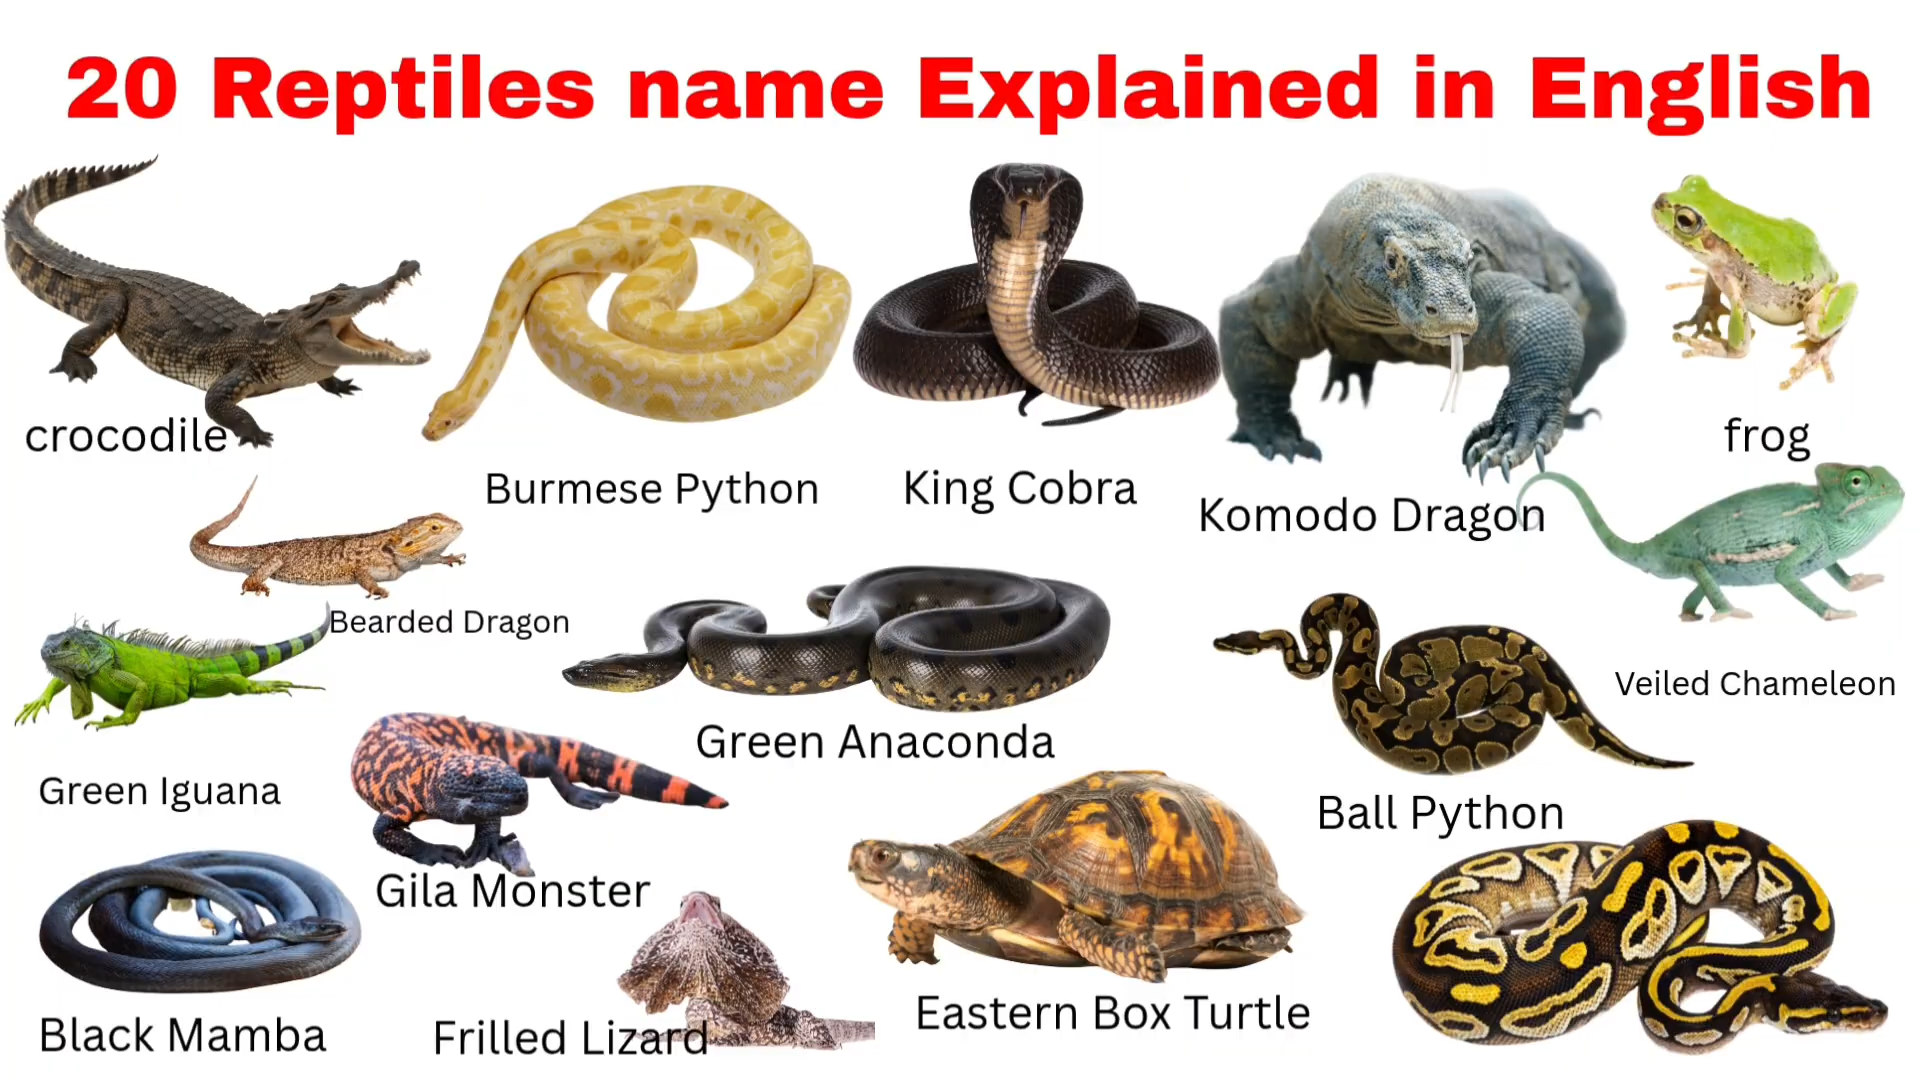 20 Reptiles name Explained in English
crocodile
Burmese Python
King Cobra
Komodo Dragon
frog
Bearded Dragon
Green Iguana
Green Anaconda
Veiled Chameleon
Ball Python
Gila Monster
Black Mamba
Frilled Lizard
Eastern Box Turtle